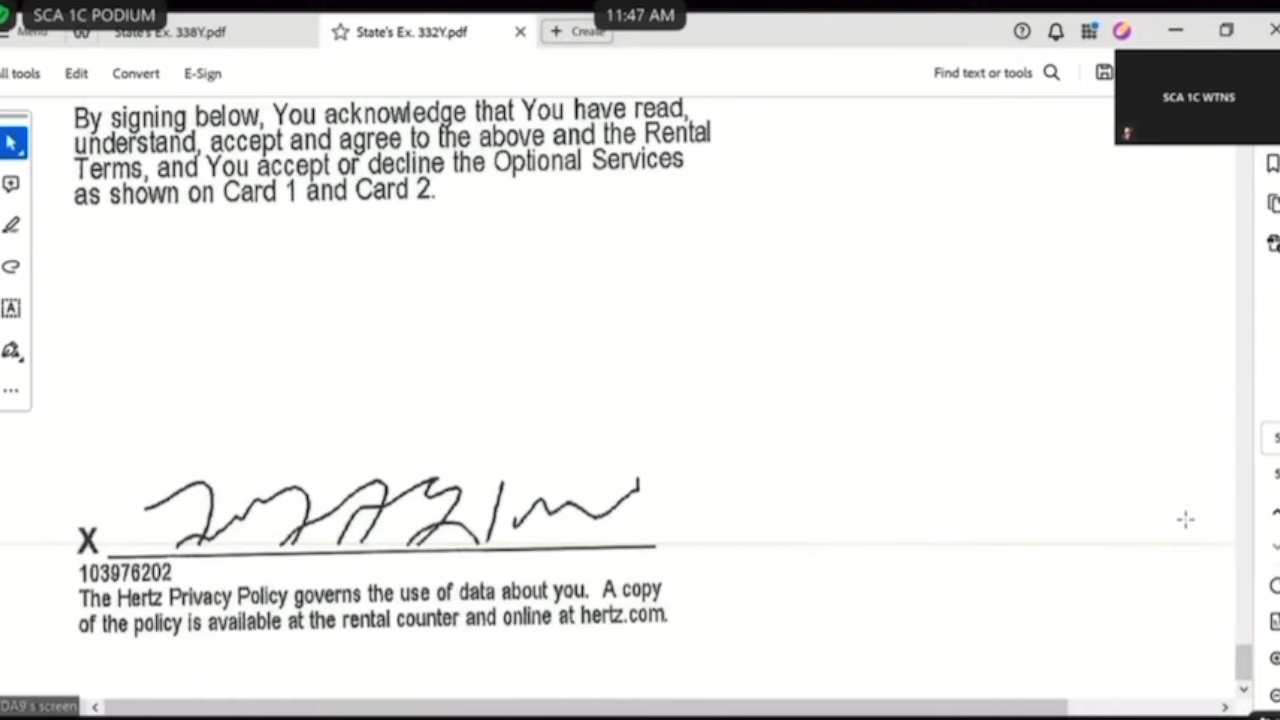 SCA 1C PODIUM
11:47 AM
Menu
State's Ex. 338Y.pdf
State's Ex. 332Y.pdf
Create
All tools
Edit
Convert
E-Sign
Find text or tools
SCA 1C WTNS
By signing below, You acknowledge that You have read,
understand, accept and agree to the above and the Rental
Terms, and You accept or decline the Optional Services
as shown on Card 1 and Card 2.
X
103976202
The Hertz Privacy Policy governs the use of data about you. A copy
of the policy is available at the rental counter and online at hertz.com.
DA9's screen